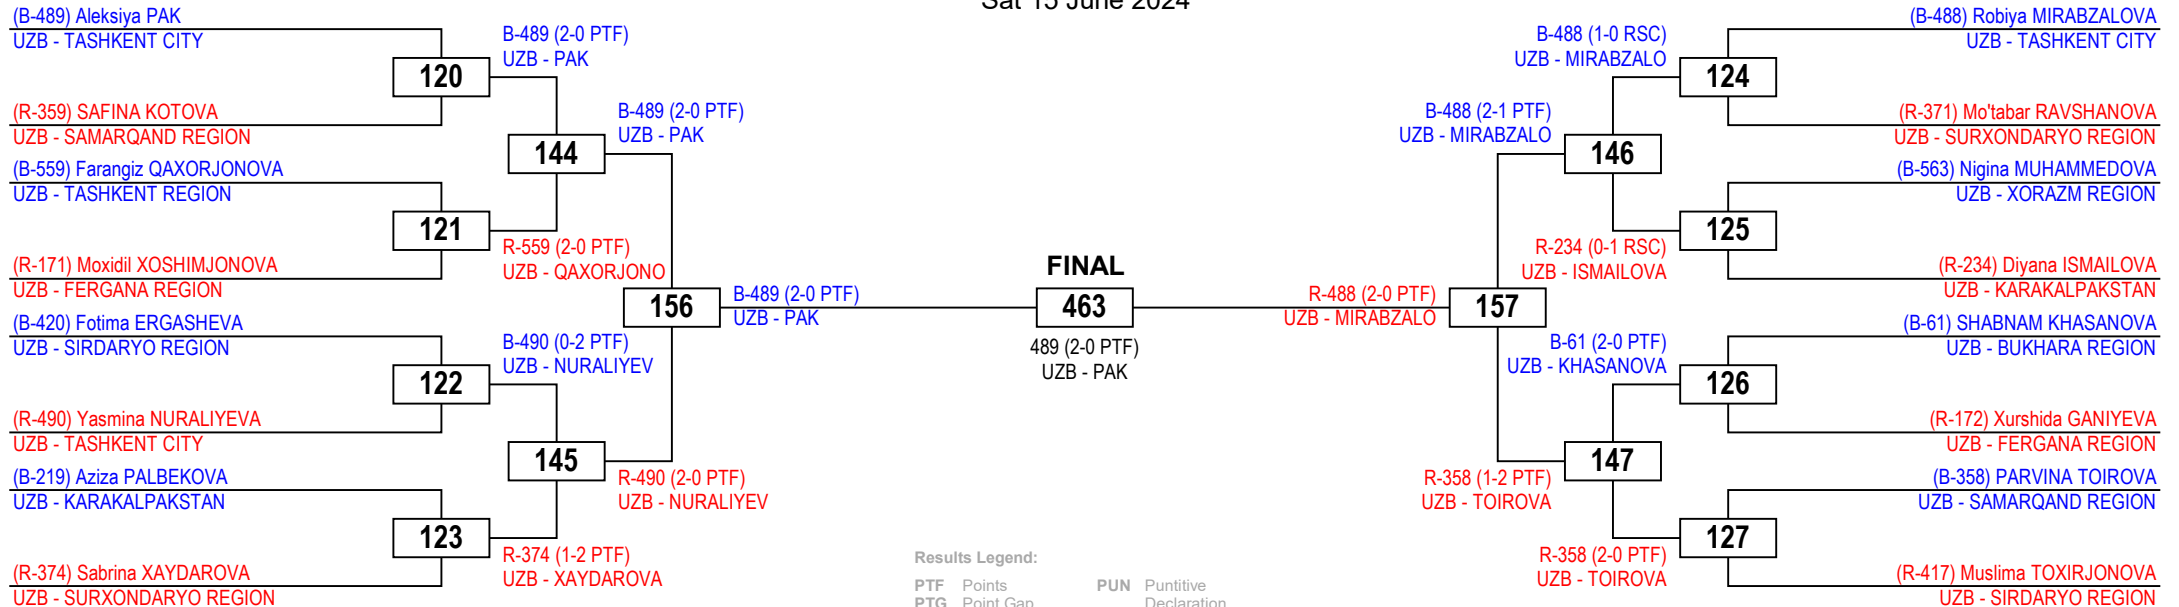 Sat 15 June 2024
(B-489) Aleksiya PAK
UZB - TASHKENT CITY
120
(R-359) SAFINA KOTOVA
UZB - SAMARQAND REGION
(B-559) Farangiz QAXORJONOVA
UZB - TASHKENT REGION
121
(R-171) Moxidil XOSHIMJONOVA
UZB - FERGANA REGION
(B-420) Fotima ERGASHEVA
UZB - SIRDARYO REGION
122
(R-490) Yasmina NURALIYEVA
UZB - TASHKENT CITY
(B-219) Aziza PALBEKOVA
UZB - KARAKALPAKSTAN
123
(R-374) Sabrina XAYDAROVA
UZB - SURXONDARYO REGION
B-489 (2-0 PTF)
UZB - PAK
144
R-559 (2-0 PTF)
UZB - QAXORJONO
B-490 (0-2 PTF)
UZB - NURALIYEV
145
R-374 (1-2 PTF)
UZB - XAYDAROVA
B-489 (2-0 PTF)
UZB - PAK
156
R-490 (2-0 PTF)
UZB - NURALIYEV
B-489 (2-0 PTF)
UZB - PAK
FINAL
463
489 (2-0 PTF)
UZB - PAK
R-488 (2-0 PTF)
UZB - MIRABZALO
B-488 (2-1 PTF)
UZB - MIRABZALO
157
R-358 (1-2 PTF)
UZB - TOIROVA
B-488 (1-0 RSC)
UZB - MIRABZALO
146
R-234 (0-1 RSC)
UZB - ISMAILOVA
B-61 (2-0 PTF)
UZB - KHASANOVA
147
R-358 (2-0 PTF)
UZB - TOIROVA
(B-488) Robiya MIRABZALOVA
UZB - TASHKENT CITY
124
(R-371) Mo'tabar RAVSHANOVA
UZB - SURXONDARYO REGION
(B-563) Nigina MUHAMMEDOVA
UZB - XORAZM REGION
125
(R-234) Diyana ISMAILOVA
UZB - KARAKALPAKSTAN
(B-61) SHABNAM KHASANOVA
UZB - BUKHARA REGION
126
(R-172) Xurshida GANIYEVA
UZB - FERGANA REGION
(B-358) PARVINA TOIROVA
UZB - SAMARQAND REGION
127
(R-417) Muslima TOXIRJONOVA
UZB - SIRDARYO REGION
Results Legend:
PTF Points PUN Puntitive
PTG Point Gap Declaration